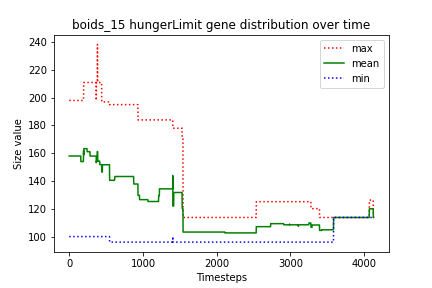 boids_15 hungerLimit gene distribution over time
max
mean
min
Size value
240
220
200
180
160
140
120
100
0
1000
2000
3000
4000
Timesteps